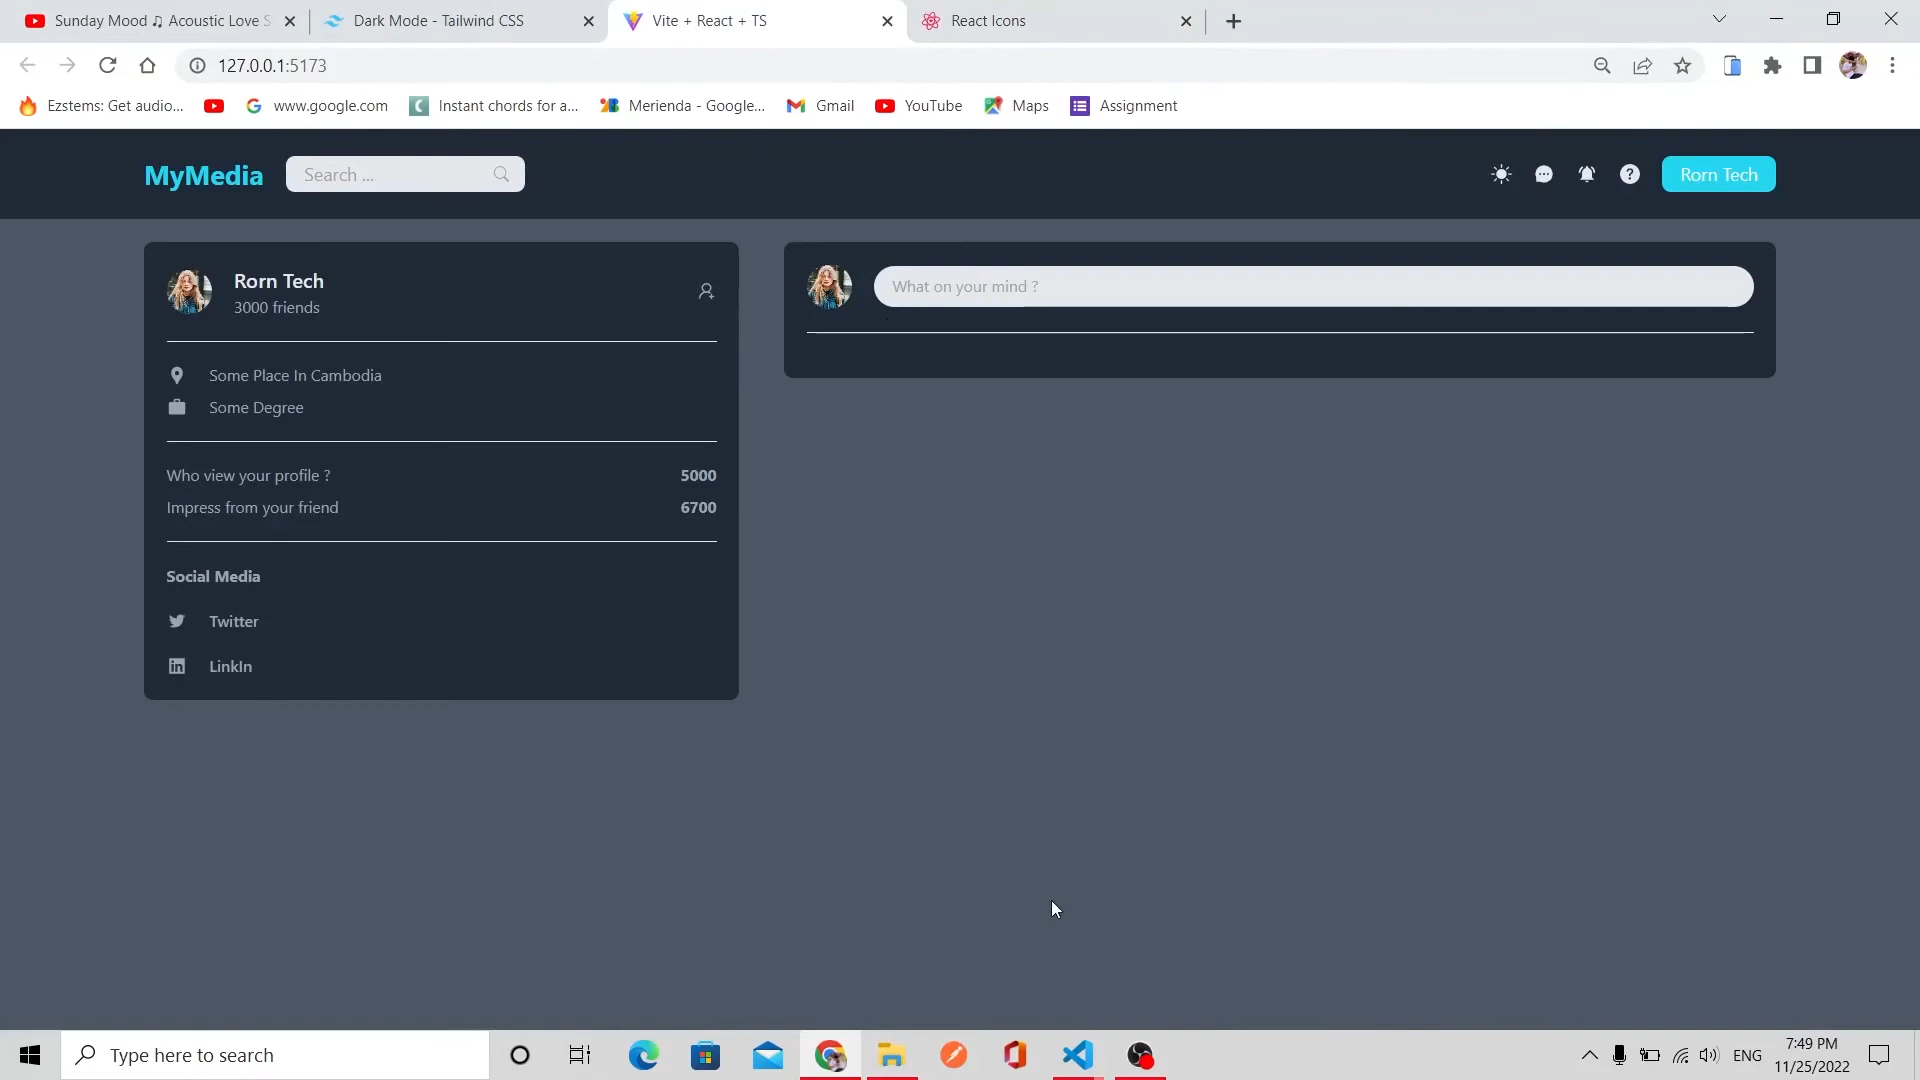 Sunday Mood ♫ Acoustic Love S
Dark Mode - Tailwind CSS
Vite + React + TS
React Icons
127.0.0.1:5173
Ezstems: Get audio...
www.google.com
Instant chords for a...
Merienda - Google...
Gmail
YouTube
Maps
Assignment
MyMedia
Search ...
Rorn Tech
Rorn Tech
3000 friends
What on your mind ?
Some Place In Cambodia
Some Degree
Who view your profile ? 5000
Impress from your friend 6700
Social Media
Twitter
LinkIn
Type here to search
ENG
7:49 PM
11/25/2022